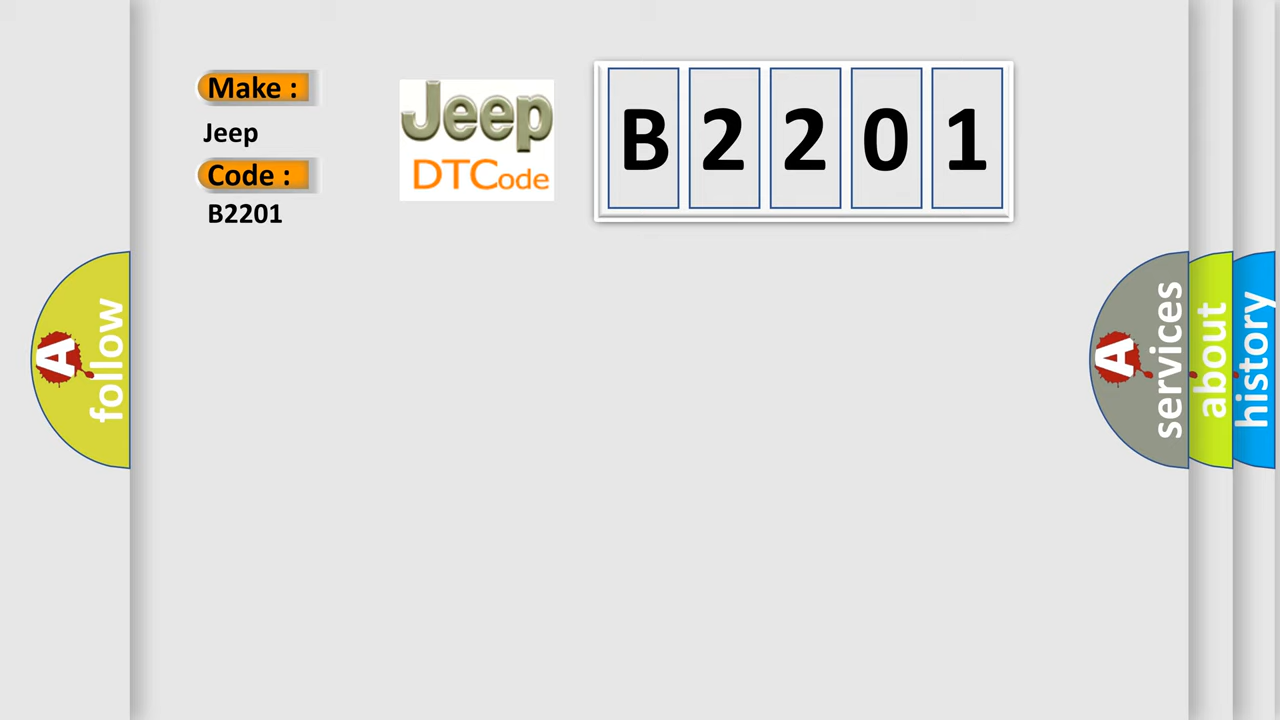 Make :
Jeep
Code :
B2201
Jeep
DTCode
B 2 2 0 1
A follow
A services
about
history